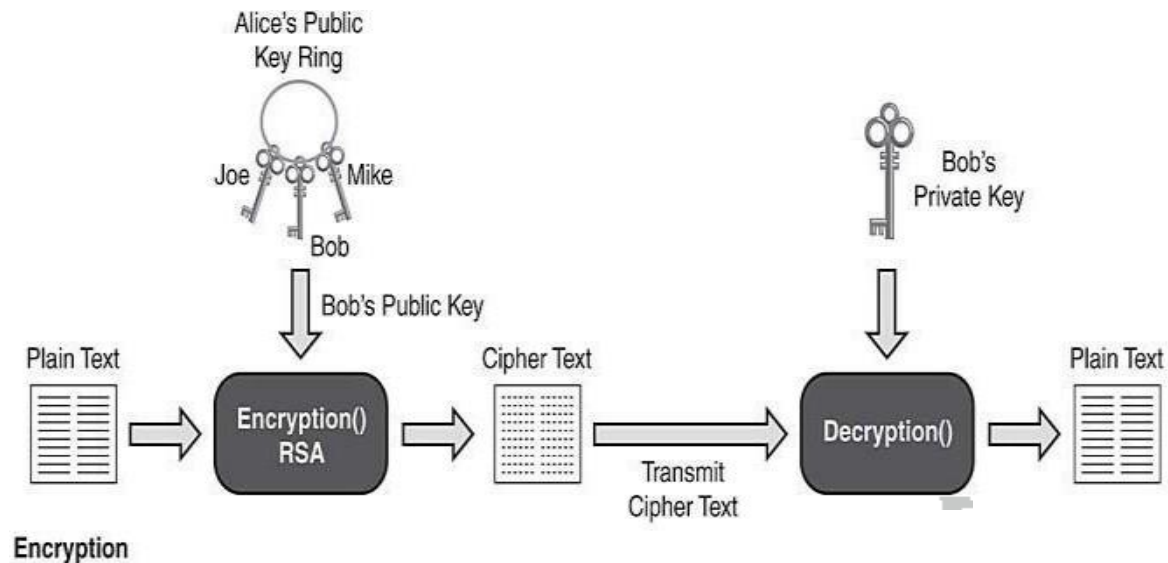 Alice's Public
Key Ring
Joe
Mike
Bob
Bob's
Private Key
Bob's Public Key
Plain Text
Cipher Text
Plain Text
Encryption()
RSA
Decryption()
Transmit
Cipher Text
Encryption